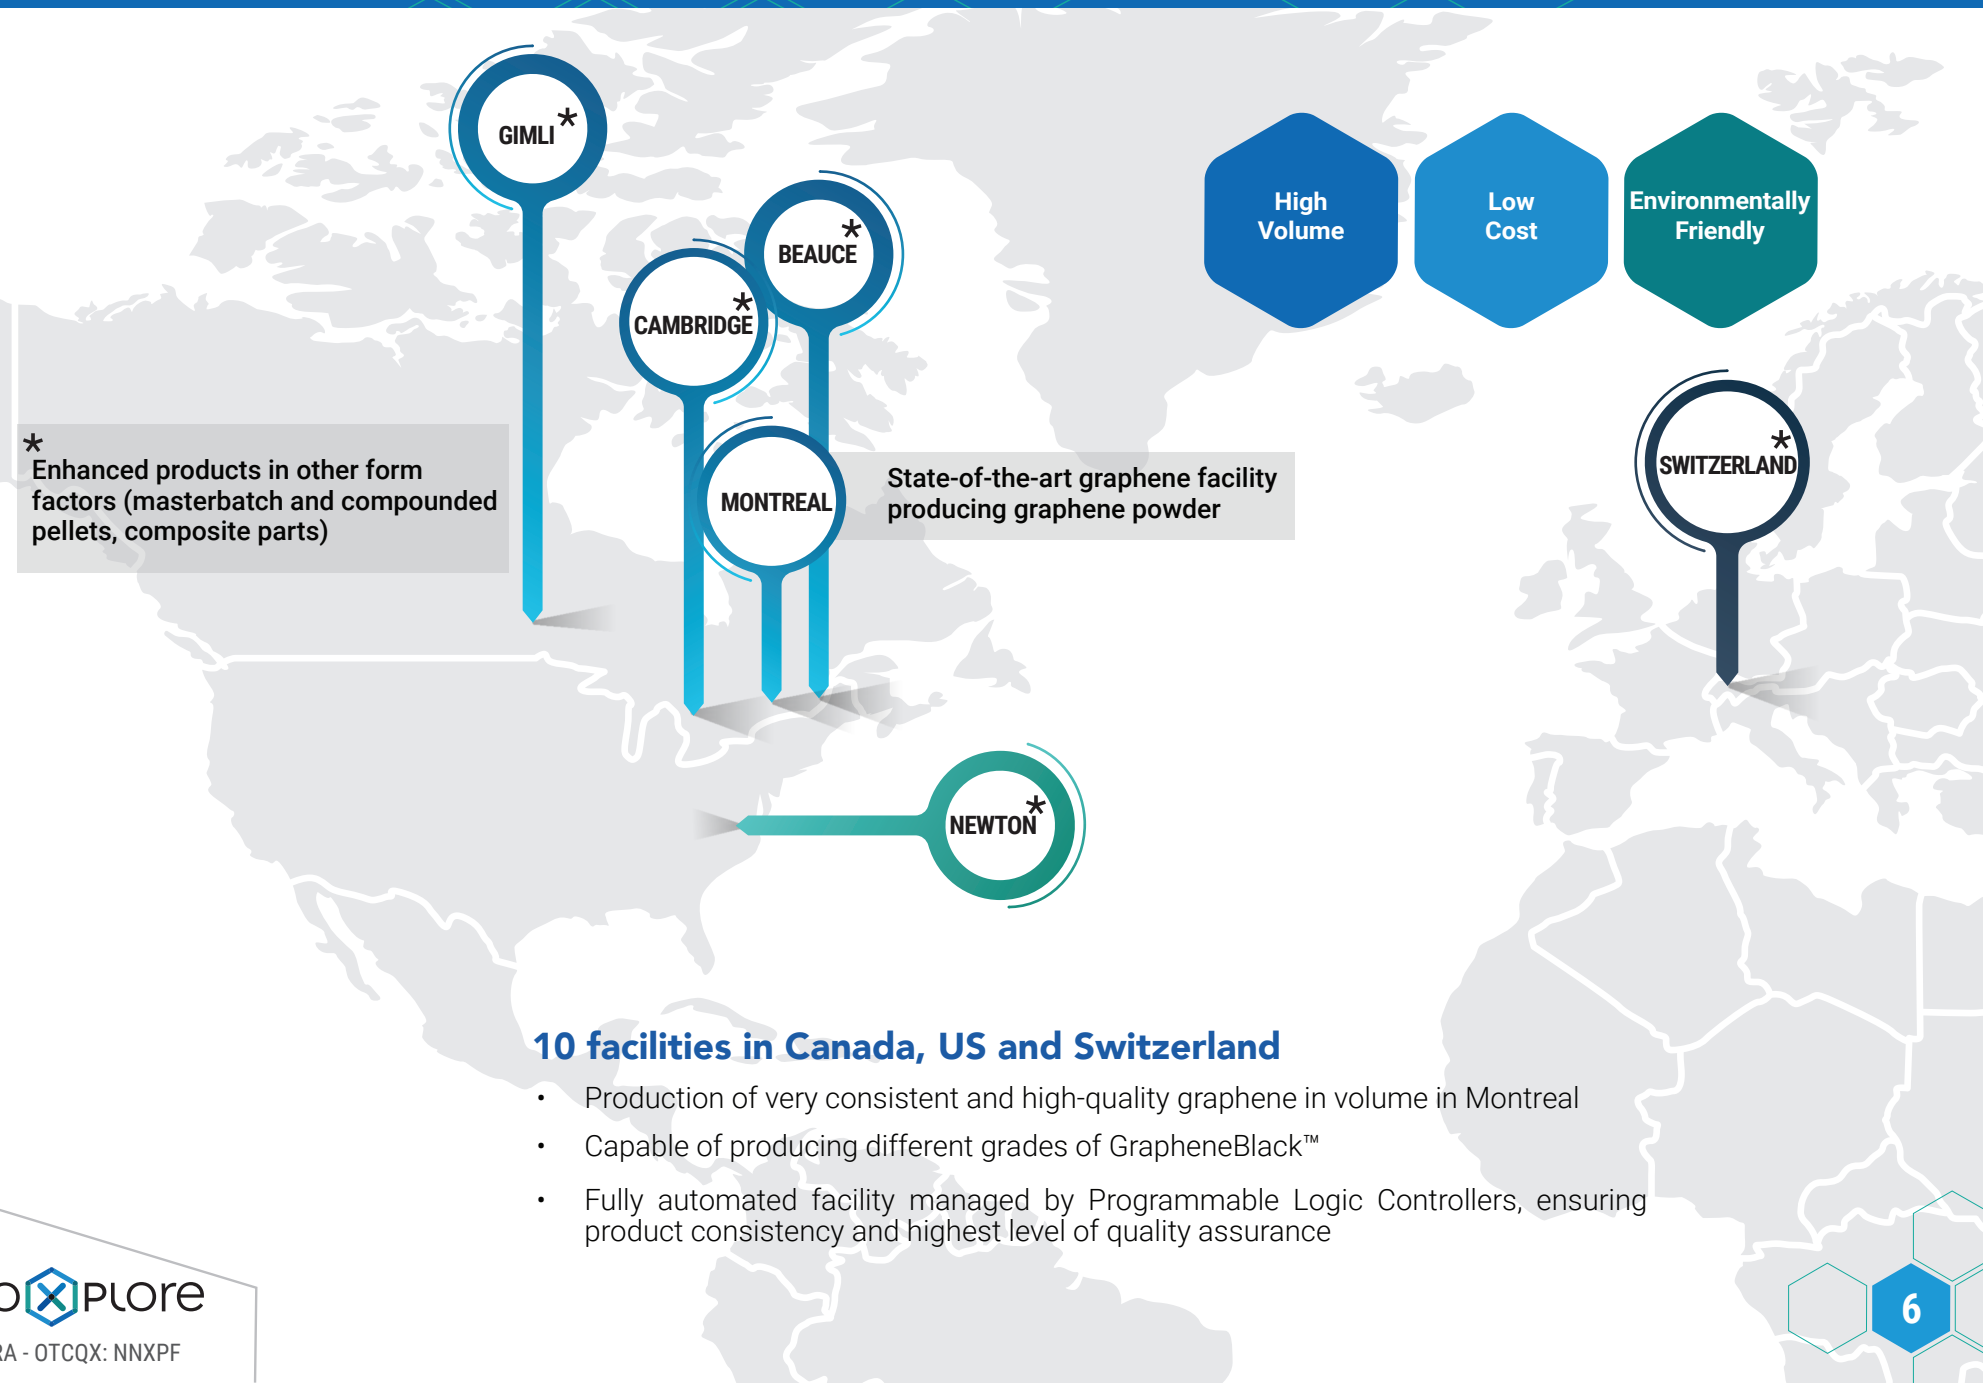 GIMLI*
BEAUCE*
CAMBRIDGE*
MONTREAL
High
Volume
Low
Cost
Environmentally
Friendly
SWITZERLAND*
*
Enhanced products in other form
factors (masterbatch and compounded
pellets, composite parts)
State-of-the-art graphene facility
producing graphene powder
NEWTON*
10 facilities in Canada, US and Switzerland
• Production of very consistent and high-quality graphene in volume in Montreal
• Capable of producing different grades of GrapheneBlack™
• Fully automated facility managed by Programmable Logic Controllers, ensuring
product consistency and highest level of quality assurance
oXplore
RA - OTCQX: NNXPF
6